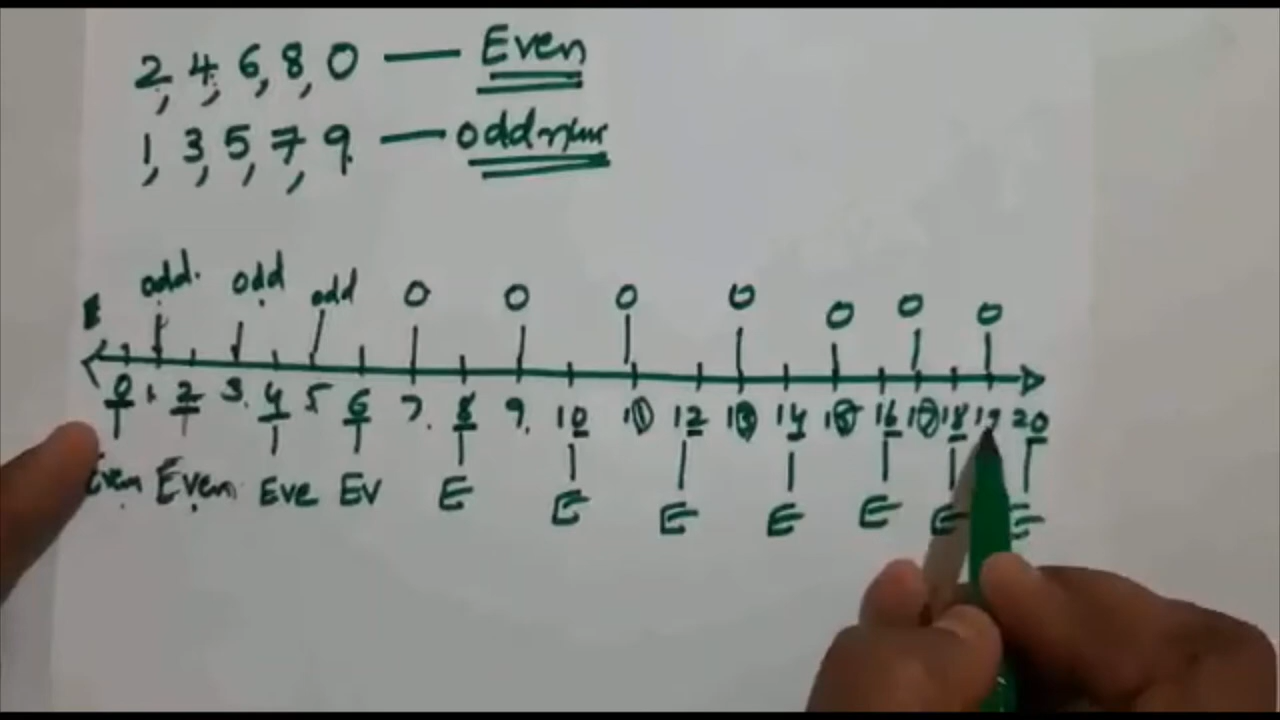 2, 4, 6, 8, 0 — Even
1, 3, 5, 7, 9. — odd
odd. odd odd 0 0 0 0 0 0 0
0 1. 2 3. 4 5 6 7. 8 9. 10 11 12 13 14 15 16 17 18 19 20
Even Even Eve Ev E E E E E E E